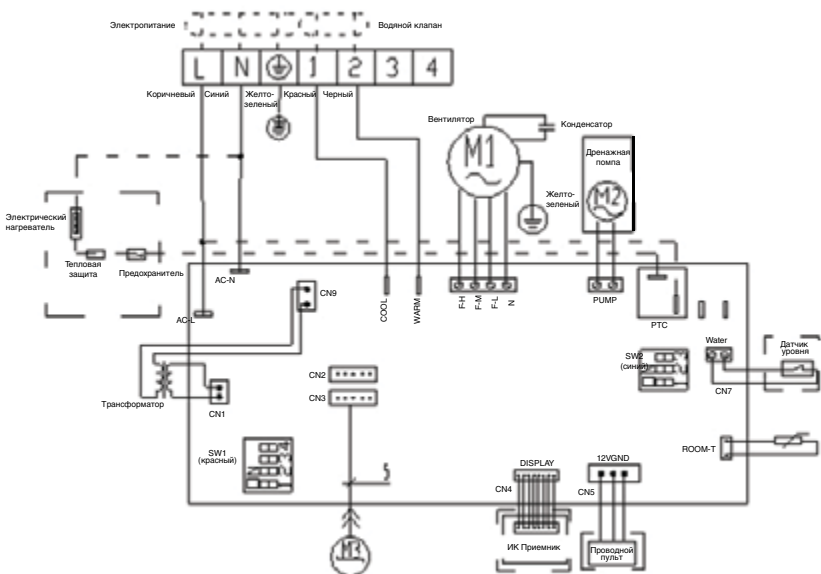 Электропитание
Водяной клапан
L N 1 2 3 4
Коричневый Синий Желто-зеленый Красный Черный
Вентилятор
Конденсатор
M1
Дренажная
помпа
M2
Желто-
зеленый
Электрический
нагреватель
Тепловая
защита
Предохранитель
AC-N
AC-L
CN9
COOL
WARM
F-H
F-M
F-L
N
PUMP
PTC
Water
CN7
Датчик
уровня
SW2
(синий)
CN2
CN3
Трансформатор
CN1
SW1
(красный)
1234
5
M3
ROOM-T
DISPLAY
CN4
ИК Приемник
12VGND
CN5
Проводной
пульт